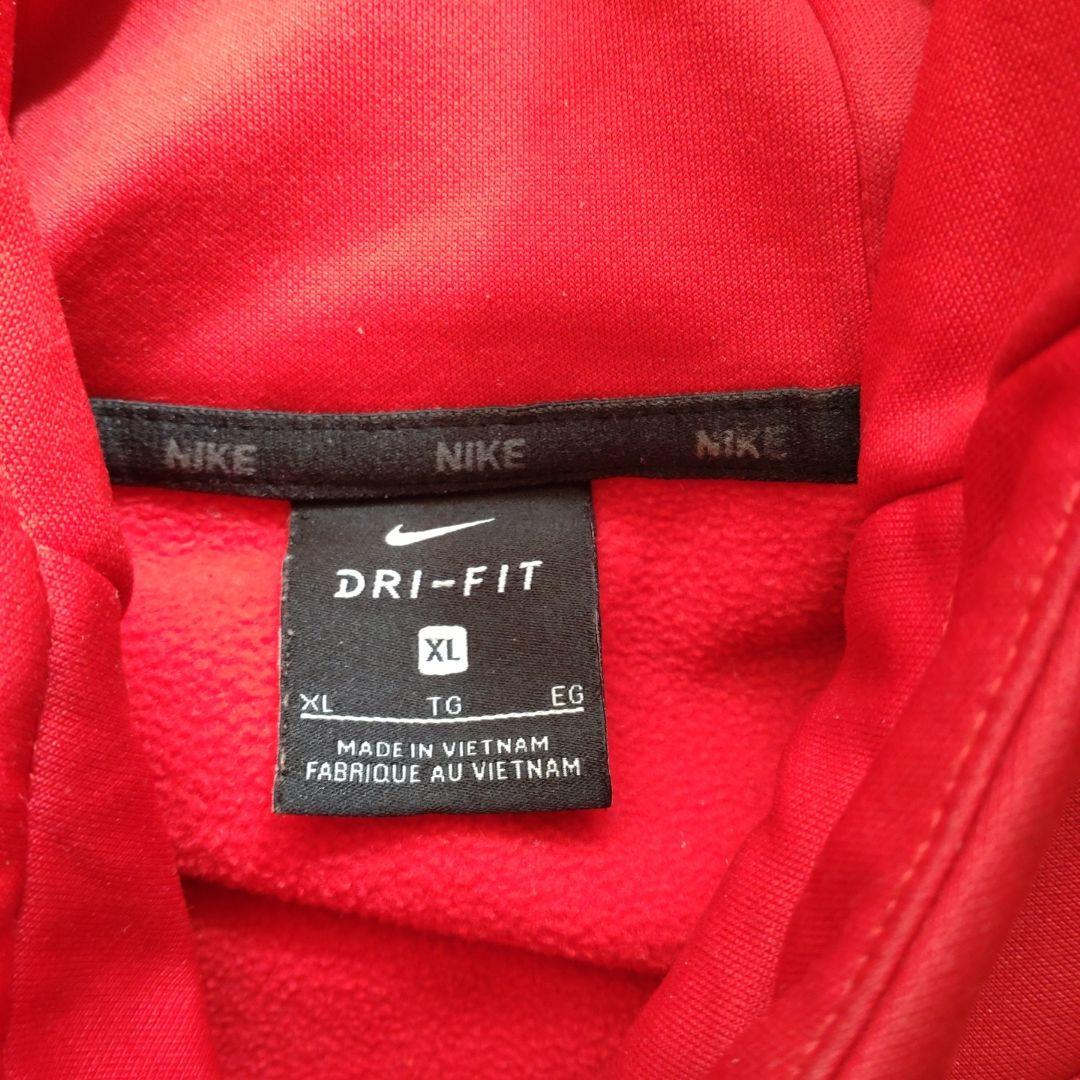 NIKE NIKE NIKE
DRI-FIT
XL
XL TG EG
MADE IN VIETNAM
FABRIQUE AU VIETNAM